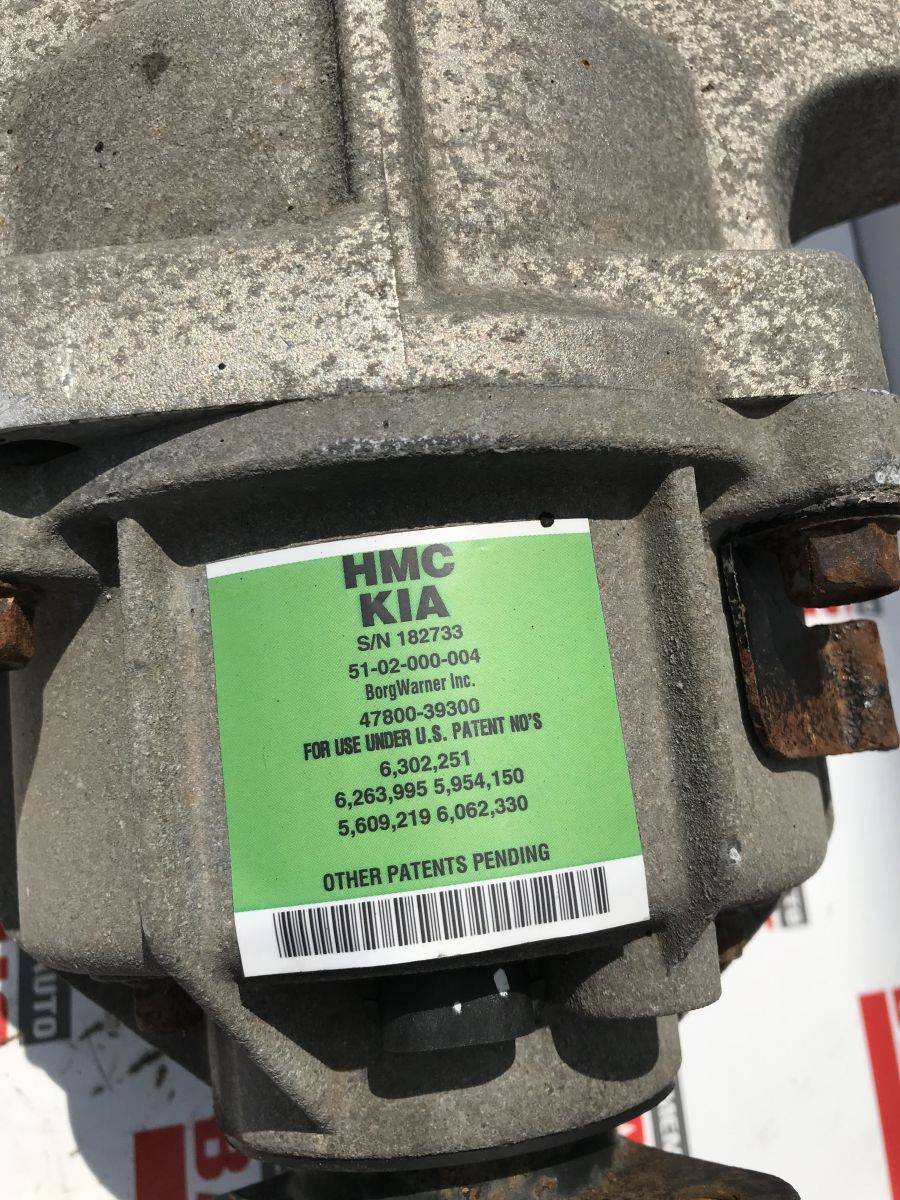 HMC
KIA
S/N 182733
51-02-000-004
BorgWarner Inc.
47800-39300
FOR USE UNDER U.S. PATENT NO'S
6,302,251
6,263,995 5,954,150
5,609,219 6,062,330
OTHER PATENTS PENDING
AUTO